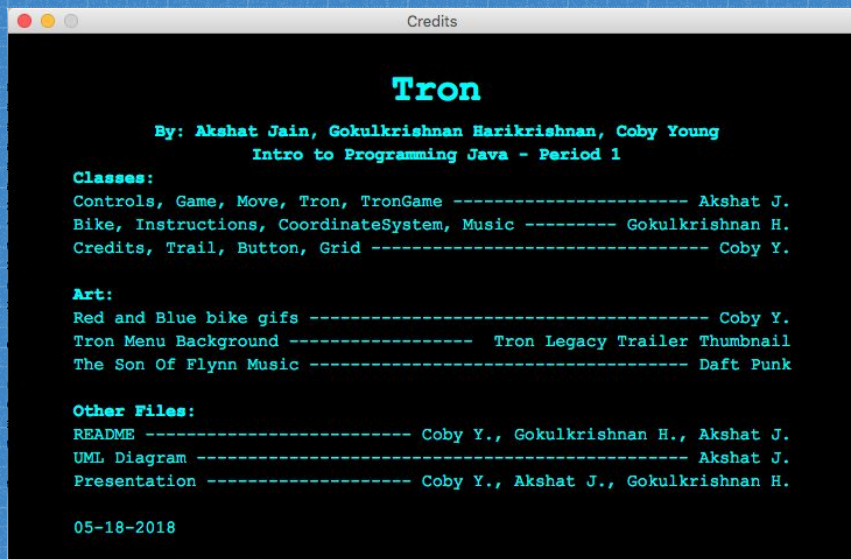 Credits
Tron
By: Akshat Jain, Gokulkrishnan Harikrishnan, Coby Young
Intro to Programming Java - Period 1
Classes:
Controls, Game, Move, Tron, TronGame ----------------------- Akshat J.
Bike, Instructions, CoordinateSystem, Music --------- Gokulkrishnan H.
Credits, Trail, Button, Grid --------------------------------- Coby Y.
Art:
Red and Blue bike gifs --------------------------------------- Coby Y.
Tron Menu Background ------------------  Tron Legacy Trailer Thumbnail
The Son Of Flynn Music ------------------------------------- Daft Punk
Other Files:
README -------------------------- Coby Y., Gokulkrishnan H., Akshat J.
UML Diagram ------------------------------------------------ Akshat J.
Presentation -------------------- Coby Y., Akshat J., Gokulkrishnan H.
05-18-2018